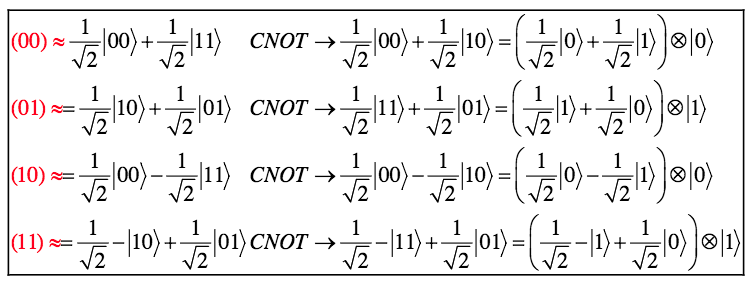 (00) ≈ 1/√2|00⟩ + 1/√2|11⟩ CNOT → 1/√2|00⟩ + 1/√2|10⟩ = (1/√2|0⟩ + 1/√2|1⟩) ⊗ |0⟩
(01) ≈= 1/√2|10⟩ + 1/√2|01⟩ CNOT → 1/√2|11⟩ + 1/√2|01⟩ = (1/√2|1⟩ + 1/√2|0⟩) ⊗ |1⟩
(10) ≈= 1/√2|00⟩ − 1/√2|11⟩ CNOT → 1/√2|00⟩ − 1/√2|10⟩ = (1/√2|0⟩ − 1/√2|1⟩) ⊗ |0⟩
(11) ≈= 1/√2 −|10⟩ + 1/√2|01⟩ CNOT → 1/√2 −|11⟩ + 1/√2|01⟩ = (1/√2 −|1⟩ + 1/√2|0⟩) ⊗ |1⟩